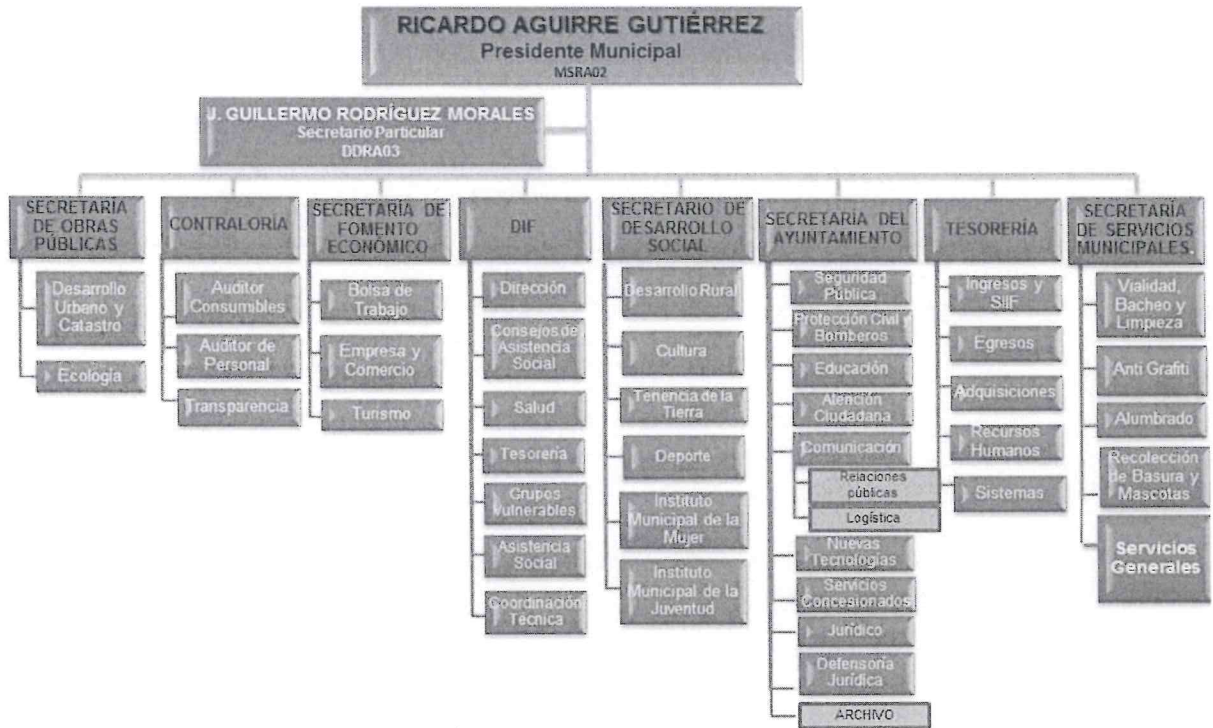 RICARDO AGUIRRE GUTIÉRREZ
Presidente Municipal
MSRA02
J. GUILLERMO RODRÍGUEZ MORALES
Secretario Particular
DDRA03
SECRETARÍA
DE OBRAS
PÚBLICAS
Desarrollo
Urbano y
Catastro
Ecología
CONTRALORÍA
Auditor
Consumibles
Auditor de
Personal
Transparencia
SECRETARÍA DE
FOMENTO
ECONÓMICO
Bolsa de
Trabajo
Empresa y
Comercio
Turismo
DIF
Dirección
Consejos de
Asistencia
Social
Salud
Tesorería
Grupos
Vulnerables
Asistencia
Social
Coordinación
Técnica
SECRETARIO DE
DESARROLLO
SOCIAL
Desarrollo Rural
Cultura
Tenencia de la
Tierra
Deporte
Instituto
Municipal de la
Mujer
Instituto
Municipal de la
Juventud
SECRETARÍA DEL
AYUNTAMIENTO
Seguridad
Pública
Protección Civil y
Bomberos
Educación
Atención
Ciudadana
Comunicación
Relaciones
públicas
Logística
Nuevas
Tecnologías
Servicios
Concesionados
Jurídico
Defensoría
Jurídica
ARCHIVO
TESORERÍA
Ingresos y
SIIF
Egresos
Adquisiciones
Recursos
Humanos
Sistemas
SECRETARÍA
DE SERVICIOS
MUNICIPALES.
Vialidad,
Bacheo y
Limpieza
Anti Grafiti
Alumbrado
Recolección
de Basura y
Mascotas
Servicios
Generales